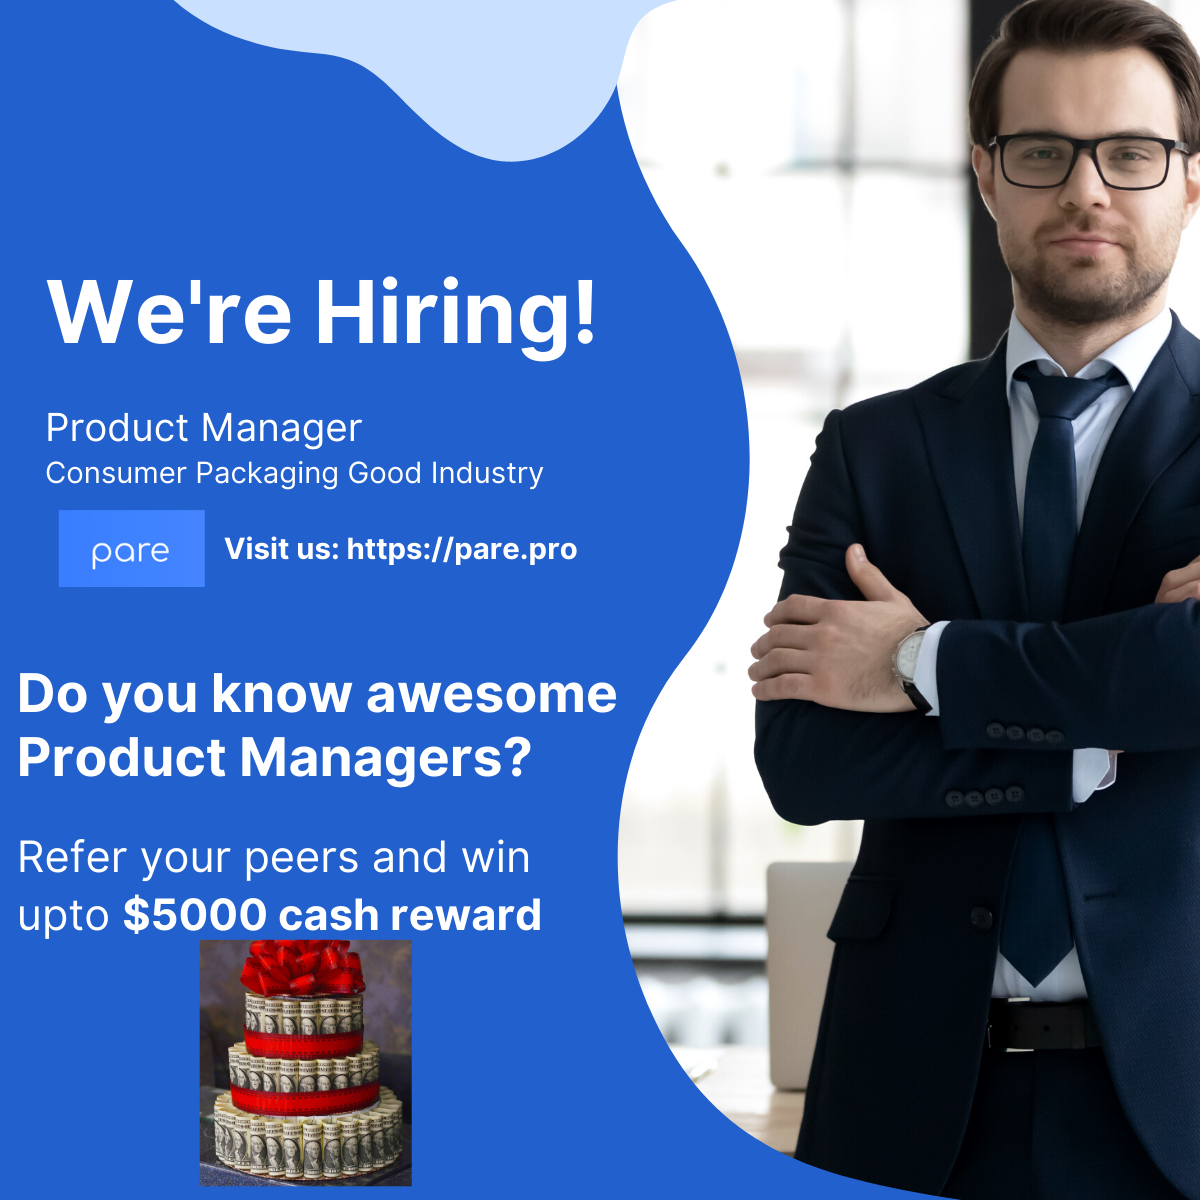 We're Hiring!
Product Manager
Consumer Packaging Good Industry
pare
Visit us: https://pare.pro
Do you know awesome
Product Managers?
Refer your peers and win
upto $5000 cash reward